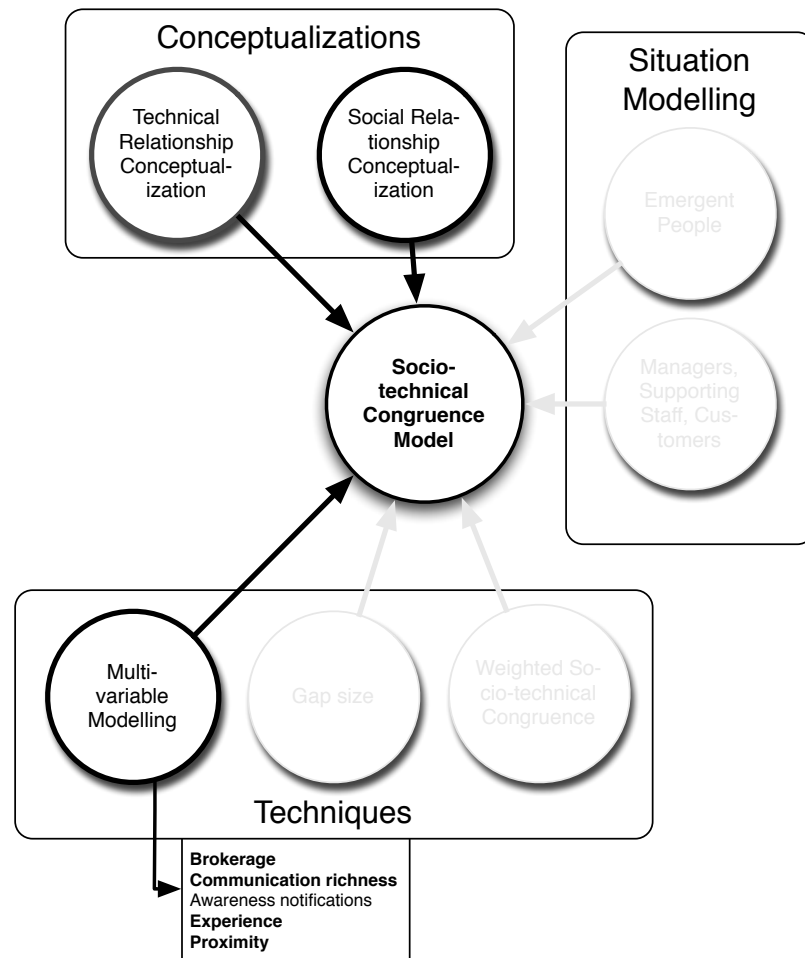 Conceptualizations
Technical
Relationship
Conceptual-
ization
Social Rela-
tionship
Conceptual-
ization
Situation
Modelling
Emergent
People
Managers,
Supporting
Staff, Cus-
tomers
Socio-
technical
Congruence
Model
Multi-
variable
Modelling
Gap size
Weighted So-
cio-technical
Congruence
Techniques
Brokerage
Communication richness
Awareness notifications
Experience
Proximity